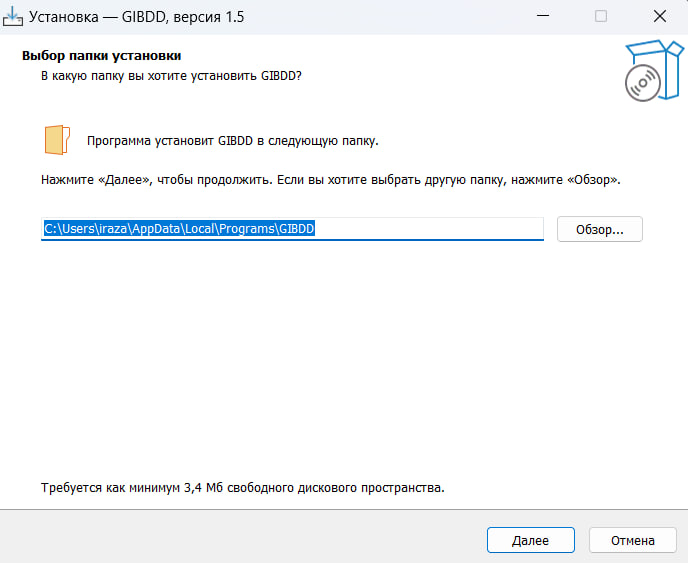 Установка — GIBDD, версия 1.5
Выбор папки установки
В какую папку вы хотите установить GIBDD?
Программа установит GIBDD в следующую папку.
Нажмите «Далее», чтобы продолжить. Если вы хотите выбрать другую папку, нажмите «Обзор».
C:\Users\iraza\AppData\Local\Programs\GIBDD
Обзор...
Требуется как минимум 3,4 Мб свободного дискового пространства.
Далее
Отмена